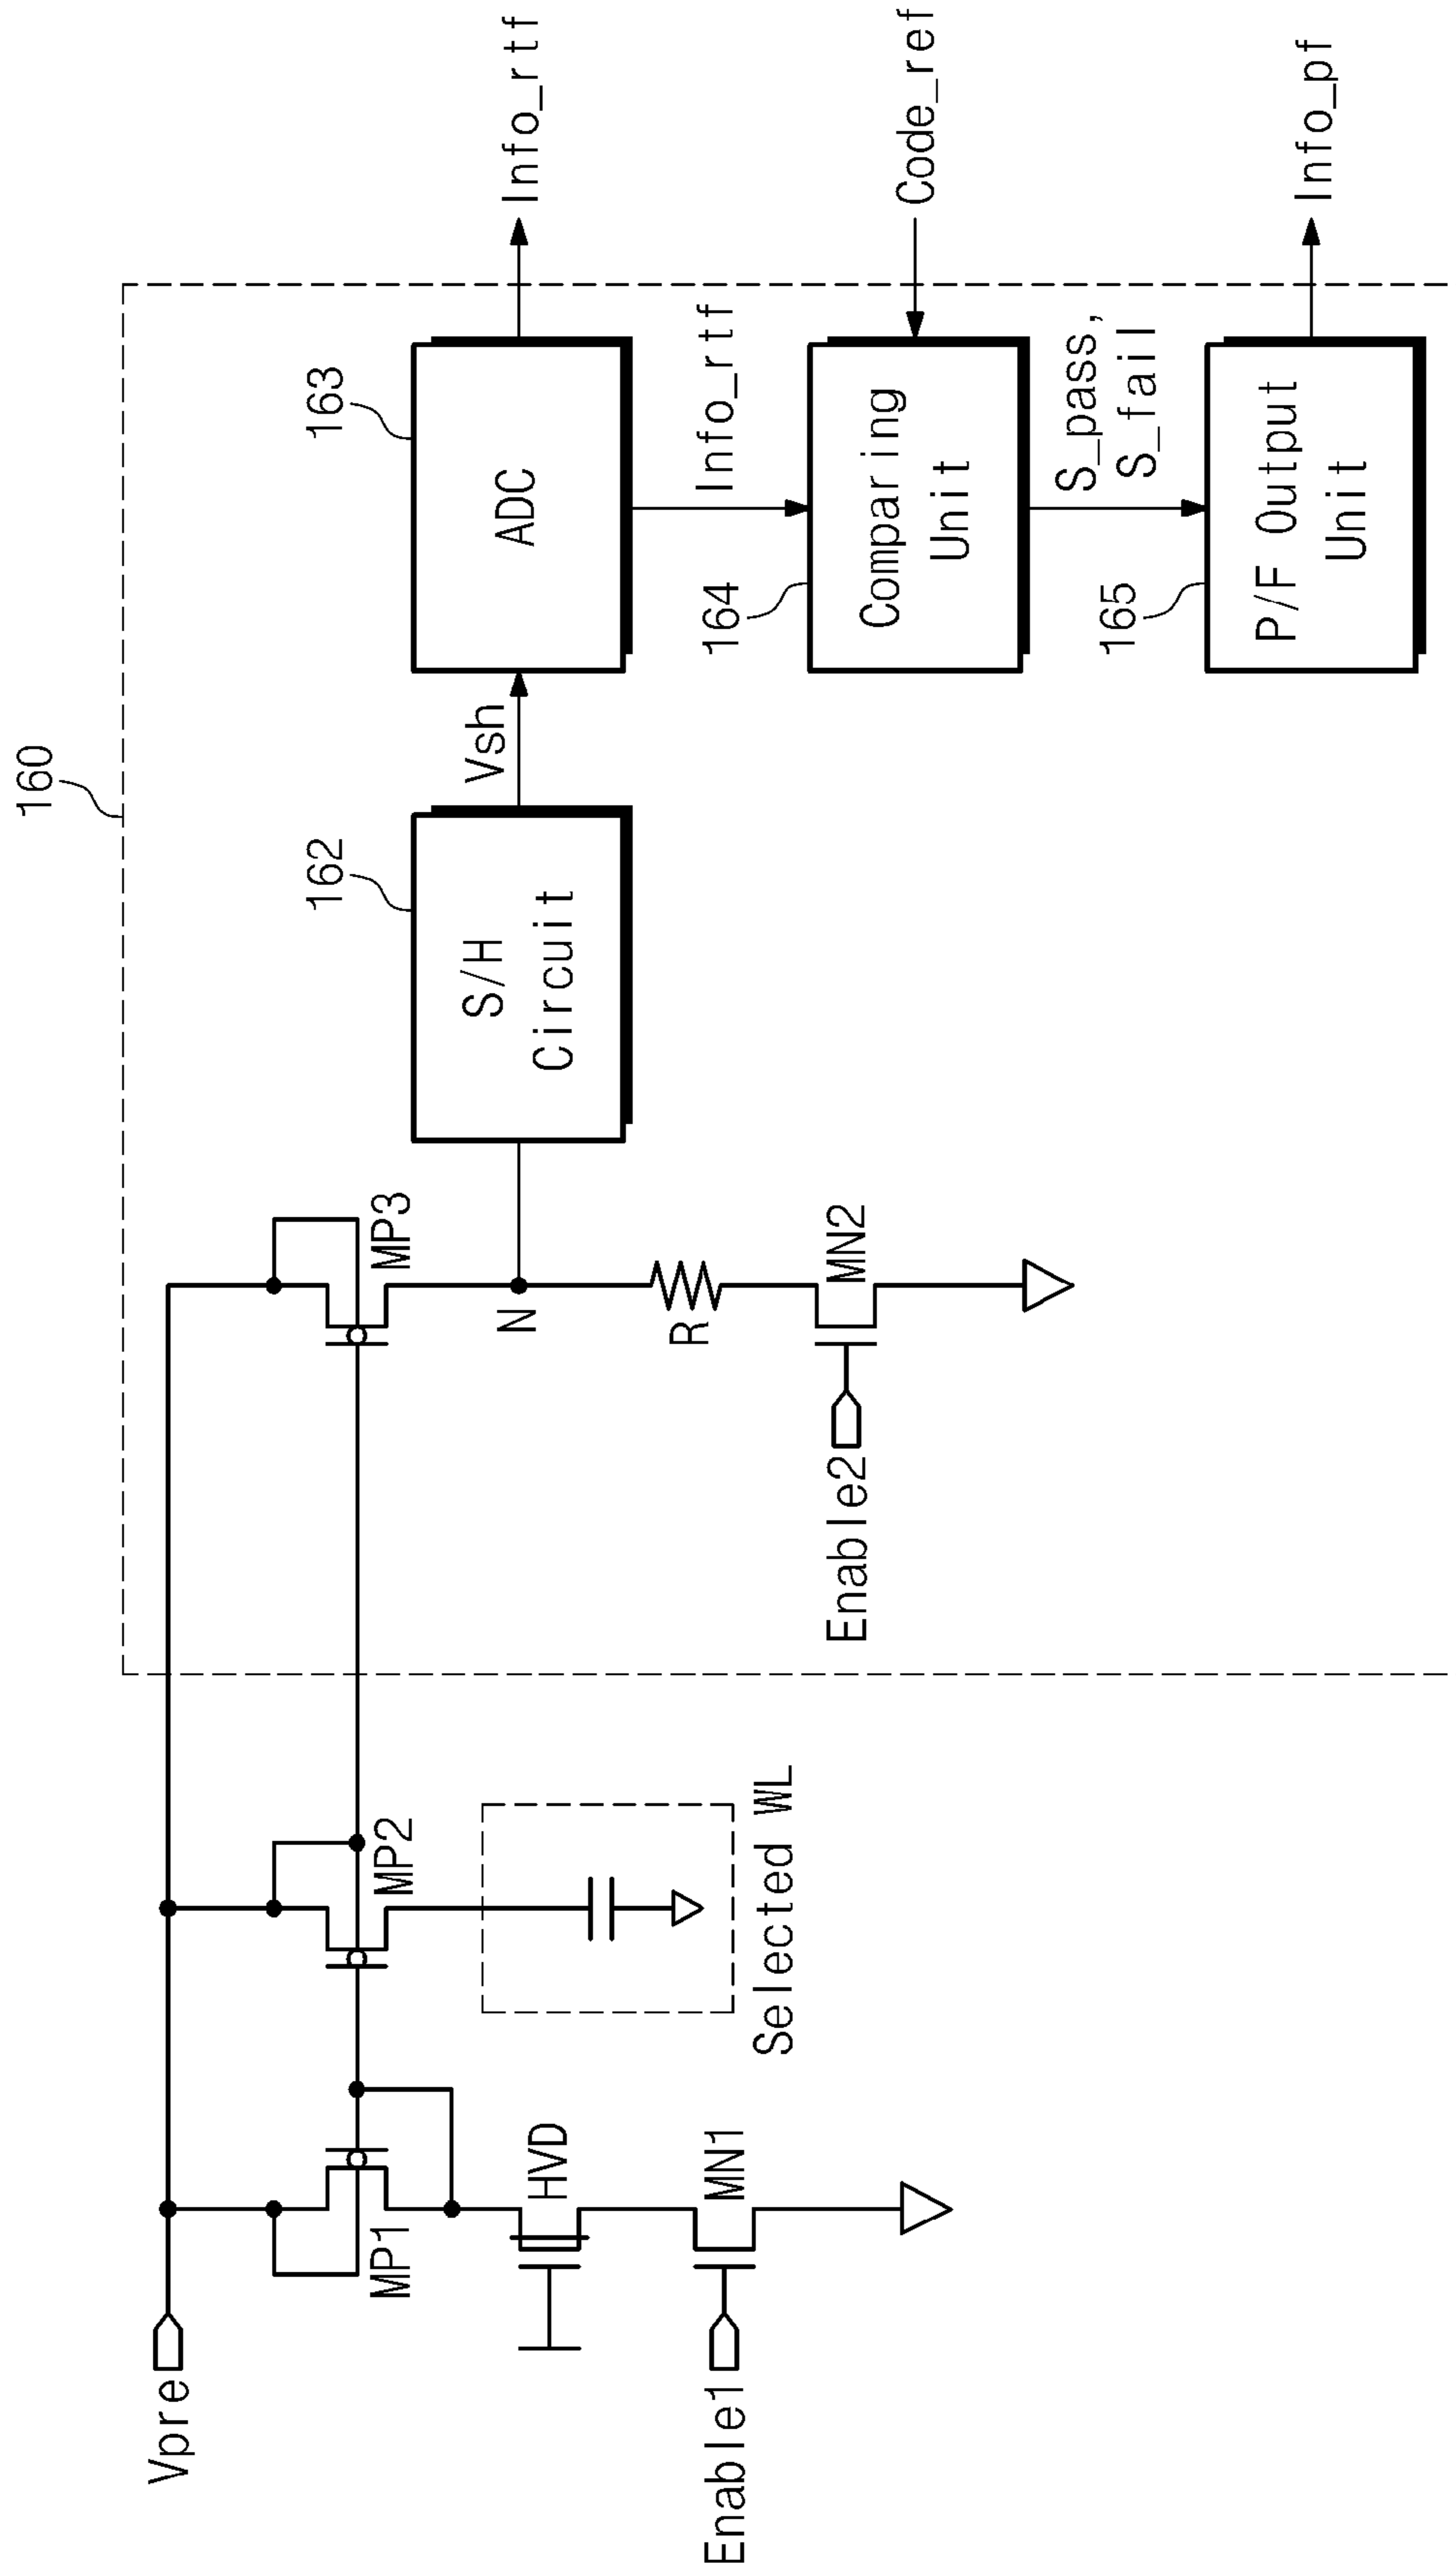 160
Vpre
MP1
MP2
MP3
HVD
MN1
Enable1
Selected WL
N
R
MN2
Enable2
162
S/H
Circuit
Vsh
163
ADC
Info_rtf
Info_rtf
164
Comparing
Unit
Code_ref
S_pass,
S_fail
165
P/F Output
Unit
Info_pf